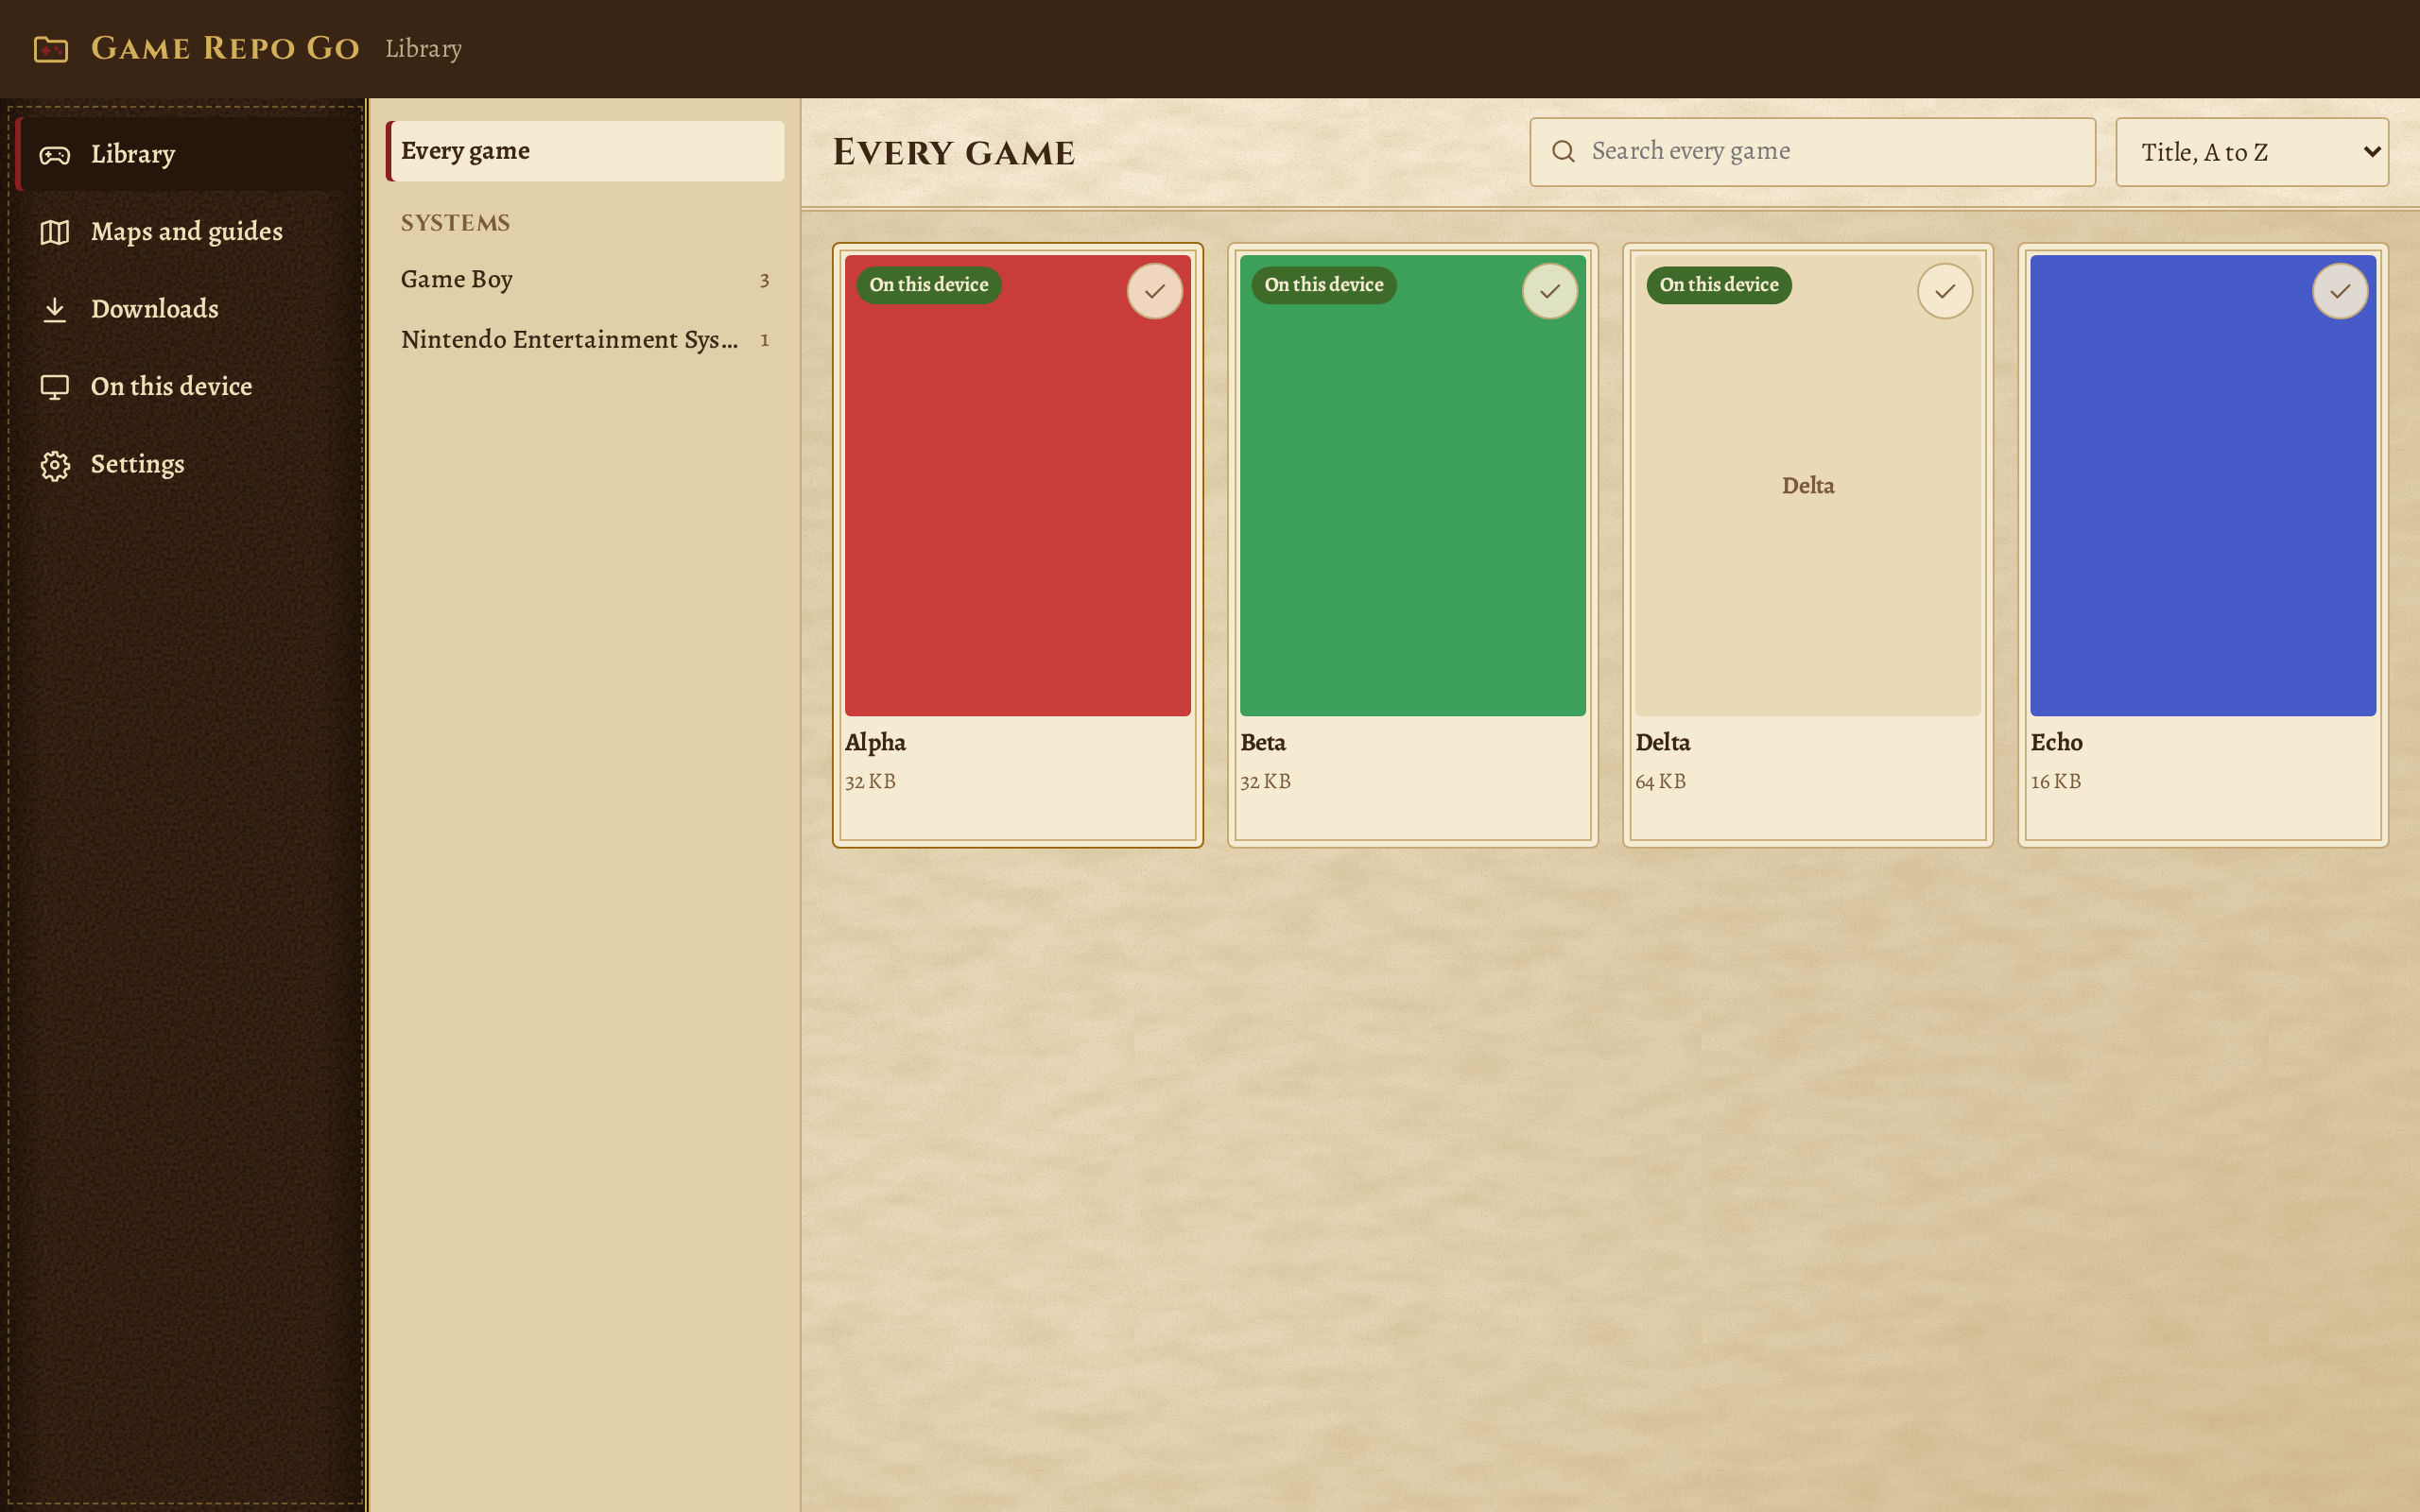 Game Repo Go Library
Library
Maps and guides
Downloads
On this device
Settings
Every game
SYSTEMS
Game Boy 3
Nintendo Entertainment Sys... 1
Every game
Search every game
Title, A to Z
On this device
Alpha
32 KB
On this device
Beta
32 KB
On this device
Delta
Delta
64 KB
Echo
16 KB